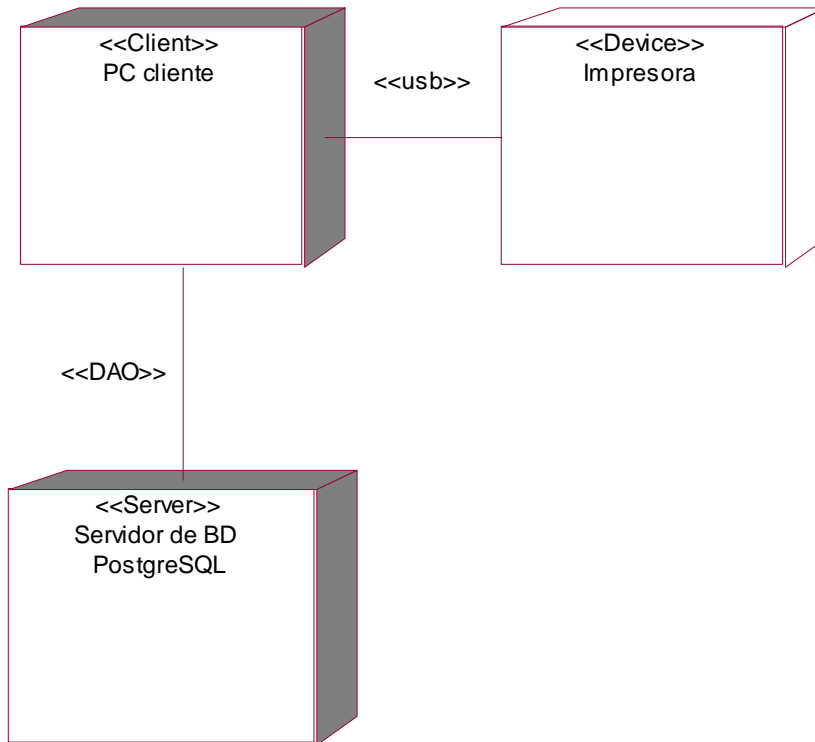 <<Client>>
PC cliente
<<usb>>
<<Device>>
Impresora
<<DAO>>
<<Server>>
Servidor de BD
PostgreSQL